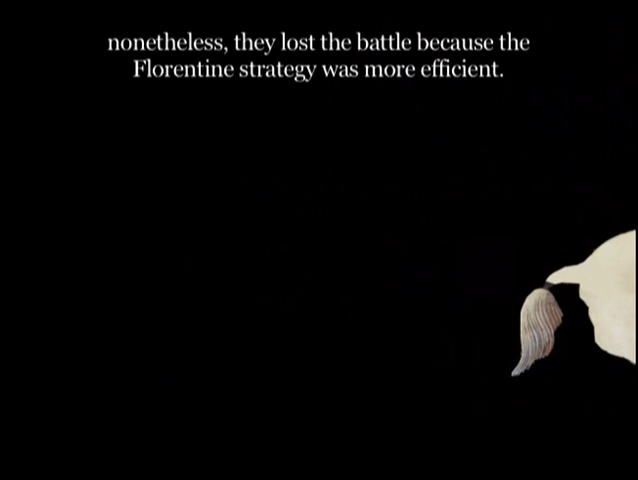 nonetheless, they lost the battle because the
Florentine strategy was more efficient.